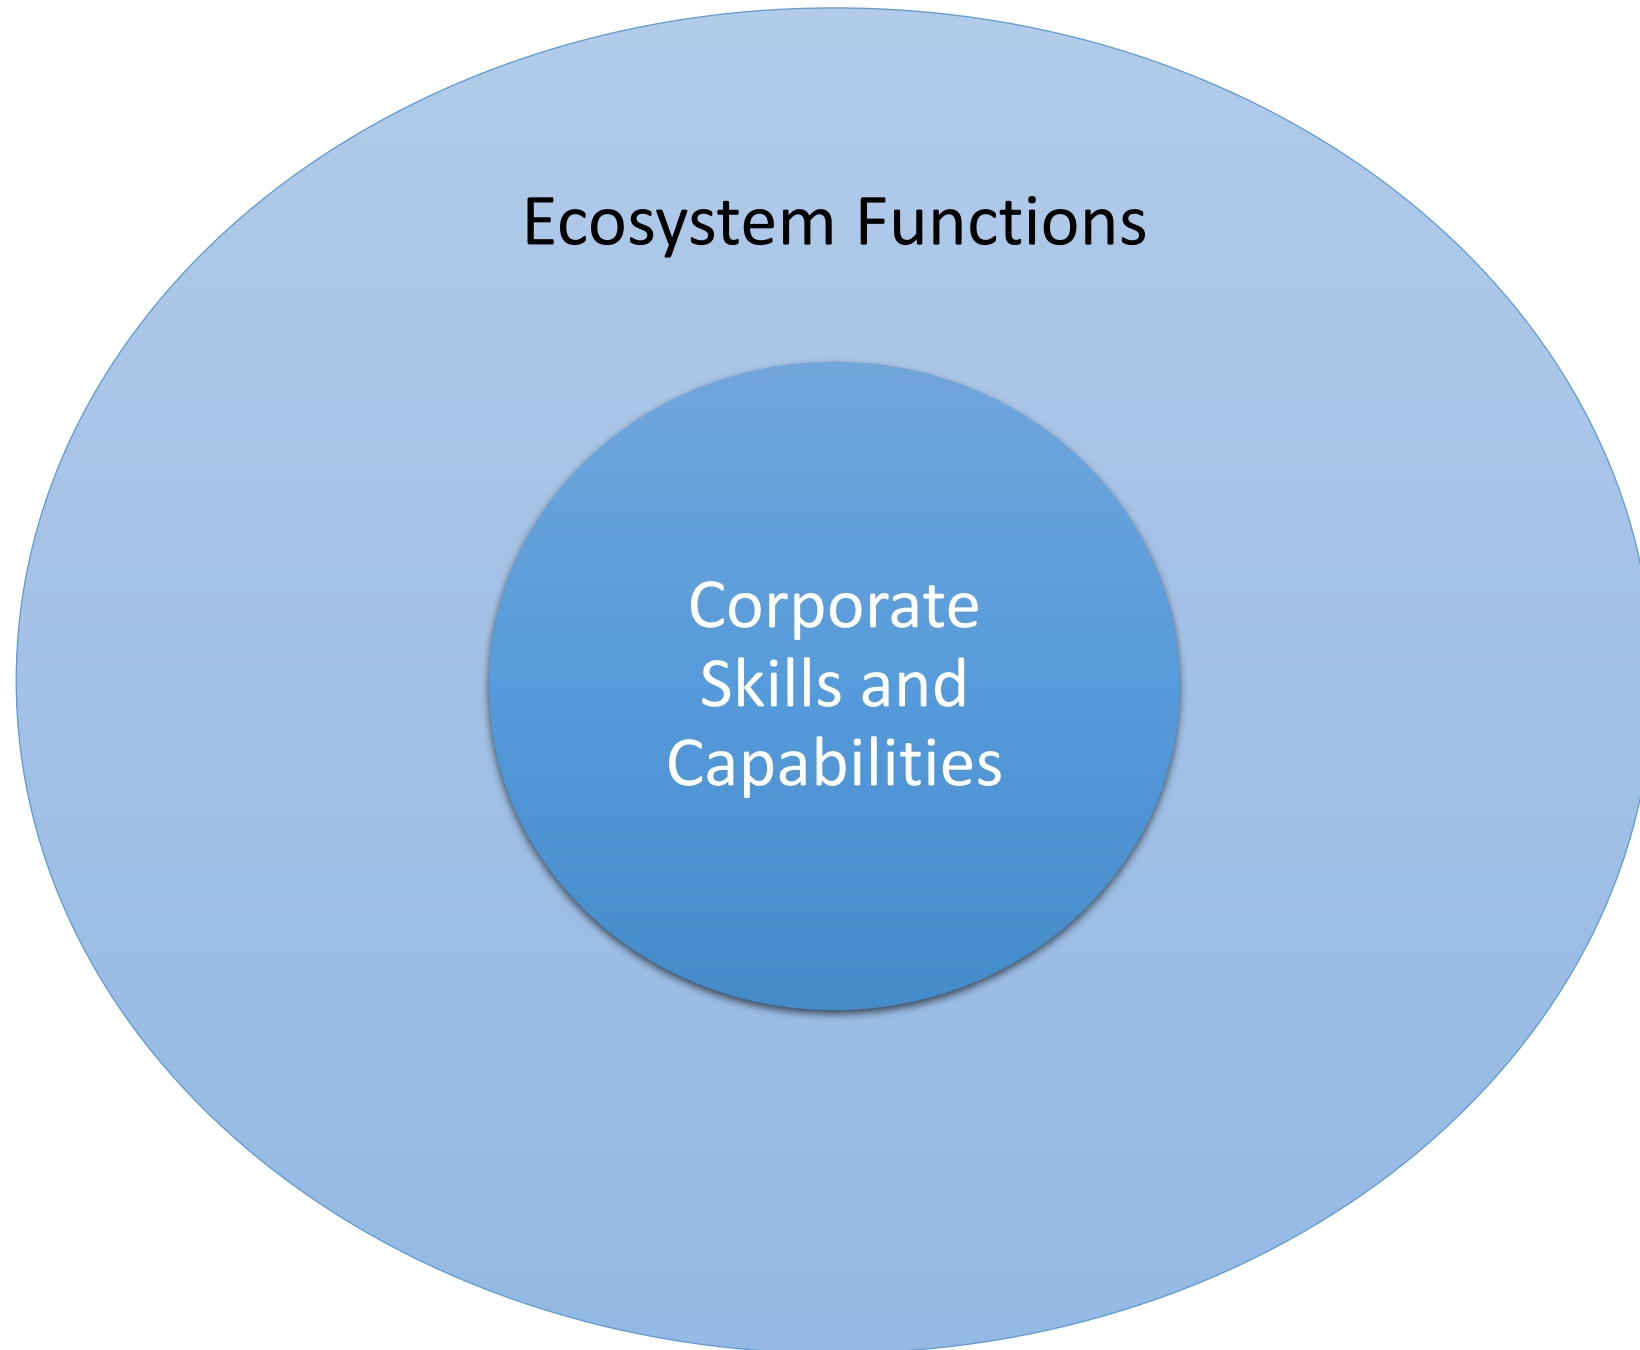 Ecosystem Functions
Corporate
Skills and
Capabilities